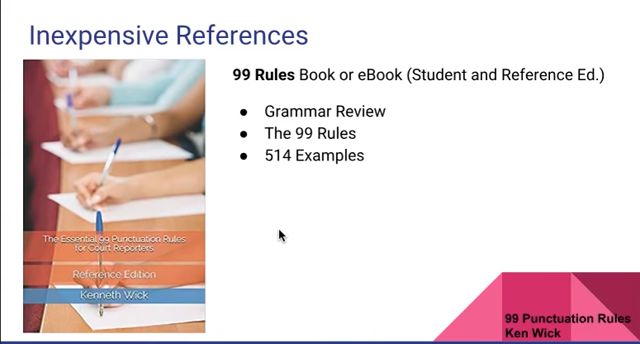 Inexpensive References
99 Rules Book or eBook (Student and Reference Ed.)
● Grammar Review
● The 99 Rules
● 514 Examples
The Essential 99 Punctuation Rules
for Court Reporters
Reference Edition
Kenneth Wick
99 Punctuation Rules
Ken Wick